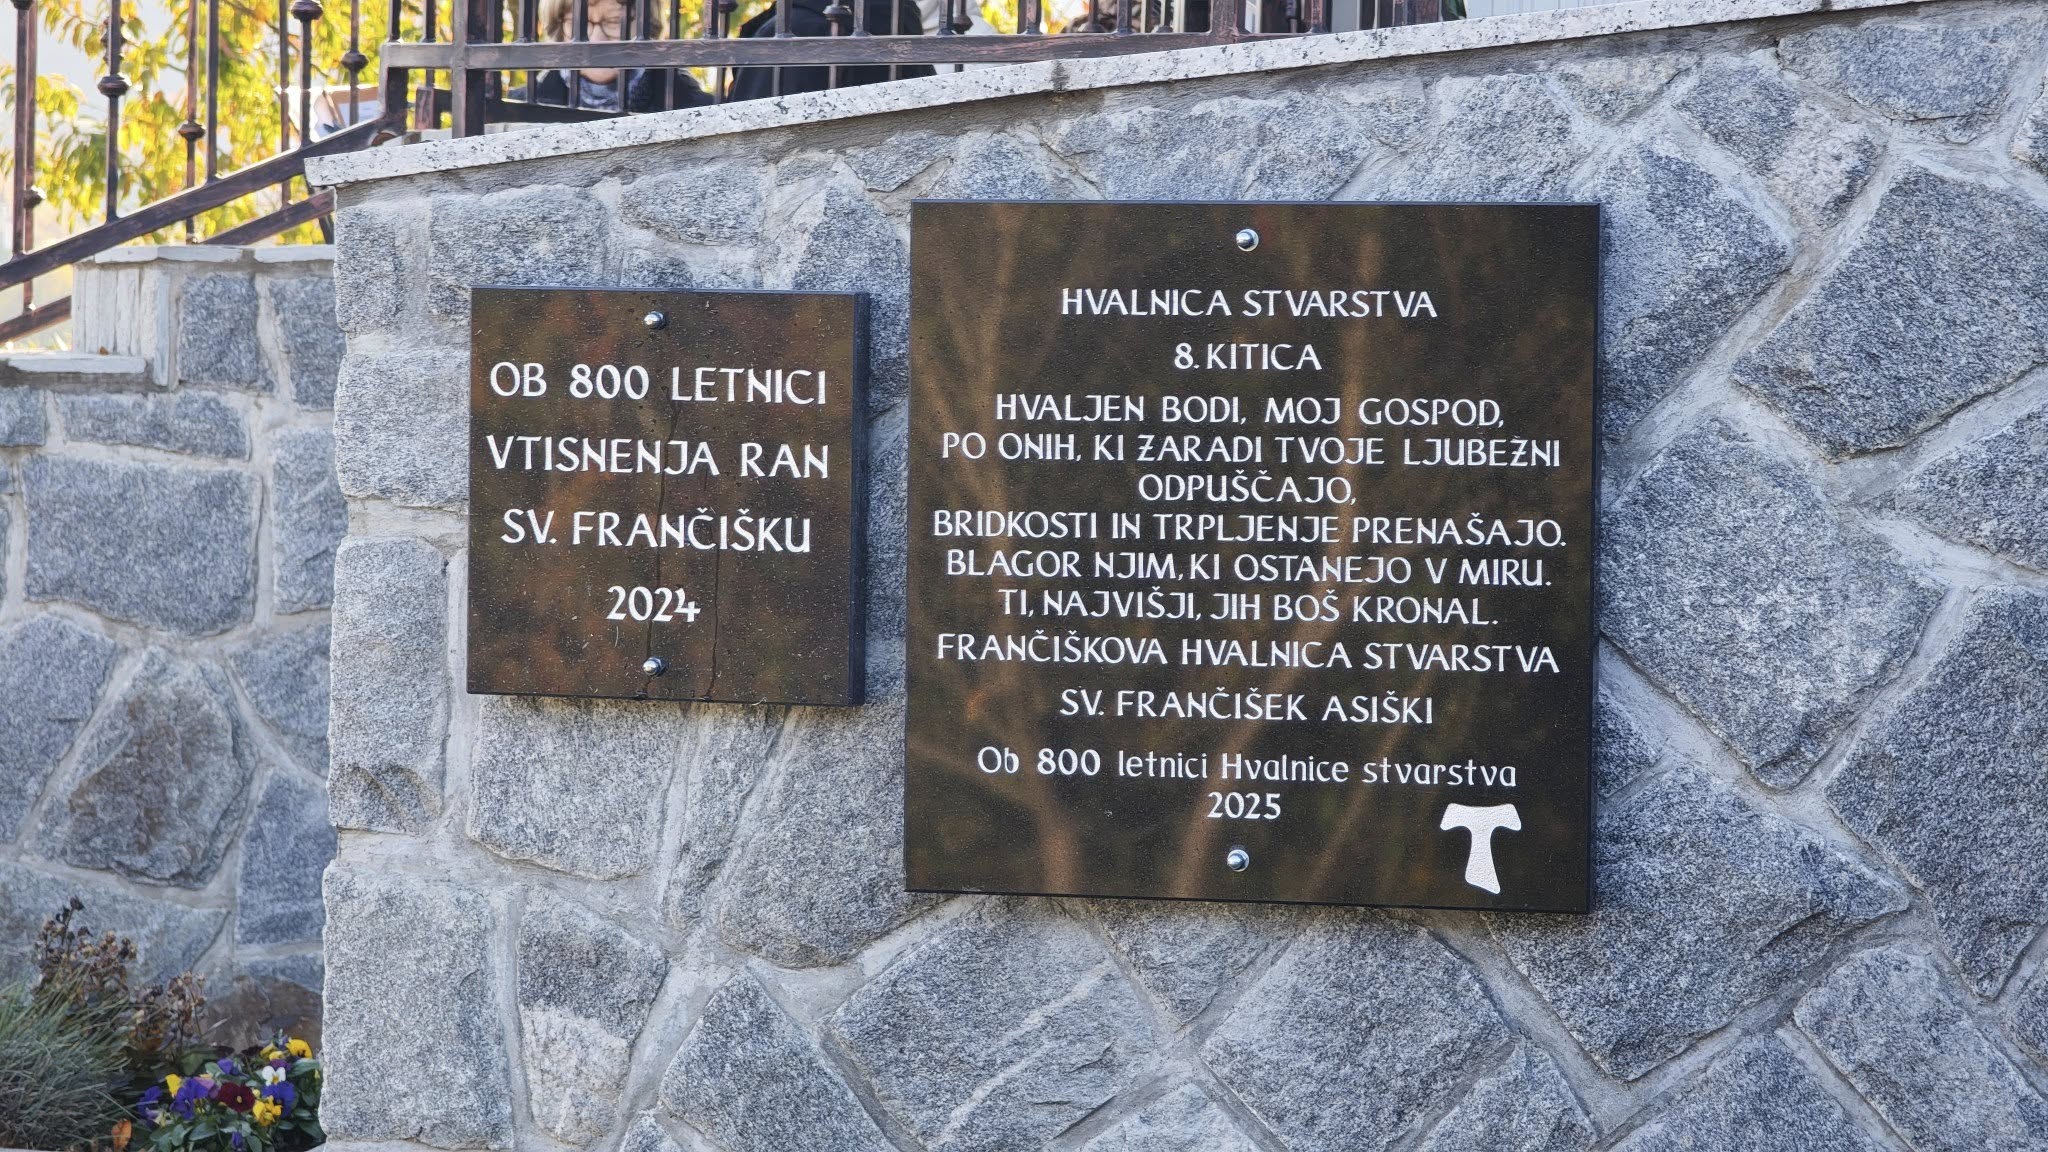 OB 800 LETNICI
VTISNENJA RAN
SV. FRANČIŠKU
2024
HVALNICA STVARSTVA
8. KITICA
HVALJEN BODI, MOJ GOSPOD,
PO ONIH, KI ZARADI TVOJE LJUBEŽNI
ODPUŠČAJO,
BRIDKOSTI IN TRPLJENJE PRENAŠAJO.
BLAGOR NJIM, KI OSTANEJO V MIRU.
TI, NAJVIŠJI, JIH BOŠ KRONAL.
FRANČIŠKOVA HVALNICA STVARSTVA
SV. FRANČIŠEK ASIŠKI
Ob 800 letnici Hvalnice stvarstva
2025